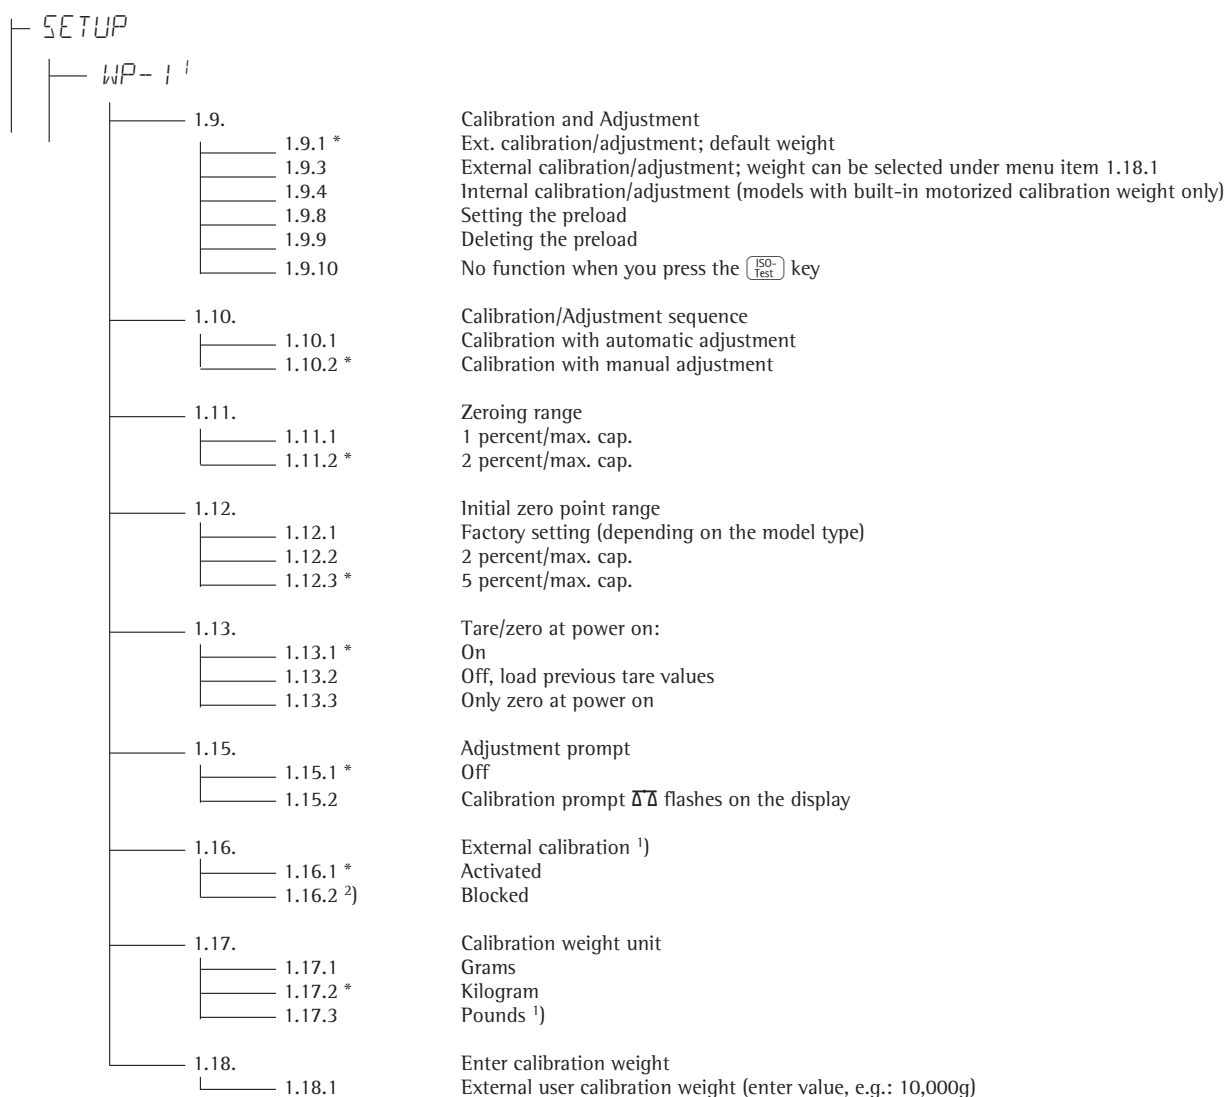 SETUP
WP-1 1
1.9. Calibration and Adjustment
1.9.1 * Ext. calibration/adjustment; default weight
1.9.3 External calibration/adjustment; weight can be selected under menu item 1.18.1
1.9.4 Internal calibration/adjustment (models with built-in motorized calibration weight only)
1.9.8 Setting the preload
1.9.9 Deleting the preload
1.9.10 No function when you press the ISO-Test key
1.10. Calibration/Adjustment sequence
1.10.1 Calibration with automatic adjustment
1.10.2 * Calibration with manual adjustment
1.11. Zeroing range
1.11.1 1 percent/max. cap.
1.11.2 * 2 percent/max. cap.
1.12. Initial zero point range
1.12.1 Factory setting (depending on the model type)
1.12.2 2 percent/max. cap.
1.12.3 * 5 percent/max. cap.
1.13. Tare/zero at power on:
1.13.1 * On
1.13.2 Off, load previous tare values
1.13.3 Only zero at power on
1.15. Adjustment prompt
1.15.1 * Off
1.15.2 Calibration prompt flashes on the display
1.16. External calibration ¹)
1.16.1 * Activated
1.16.2 ²) Blocked
1.17. Calibration weight unit
1.17.1 Grams
1.17.2 * Kilogram
1.17.3 Pounds ¹)
1.18. Enter calibration weight
1.18.1 External user calibration weight (enter value, e.g.: 10,000g)